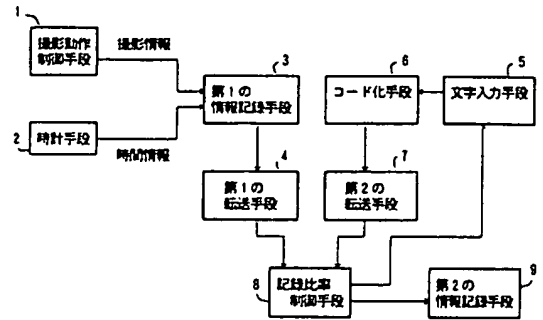 1
撮影動作
制御手段
撮影情報
2
時計手段
時間情報
3
第1の
情報記録手段
6
コード化手段
5
文字入力手段
4
第1の
転送手段
7
第2の
転送手段
8
記録比率
制御手段
9
第2の
情報記録手段